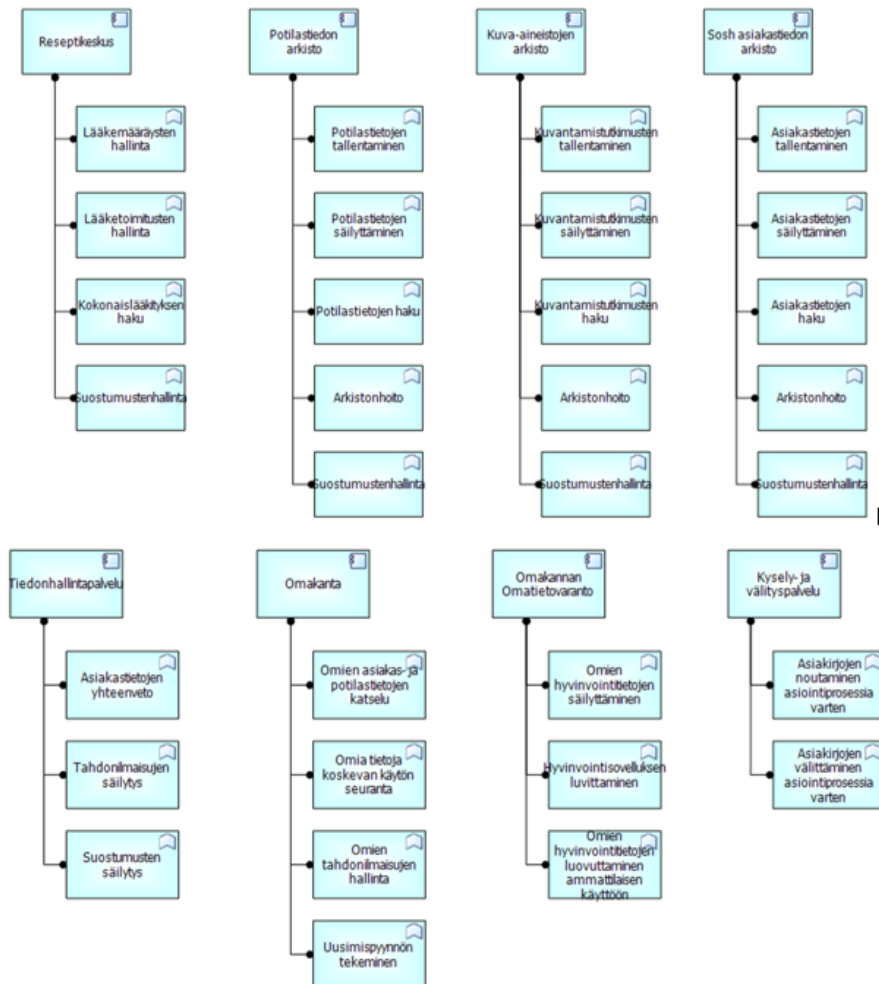 Reseptikeskus
Lääkemääräysten
hallinta
Lääketoimitusten
hallinta
Kokonaislääkityksen
haku
Suostumustenhallinta
Potilastiedon
arkisto
Potilastietojen
tallentaminen
Potilastietojen
säilyttäminen
Potilastietojen haku
Arkistonhoito
Suostumustenhallinta
Kuva-aineistojen
arkisto
Kuvantamistutkimusten
tallentaminen
Kuvantamistutkimusten
säilyttäminen
Kuvantamistutkimusten
haku
Arkistonhoito
Suostumustenhallinta
Sosh asiakastiedon
arkisto
Asiakastietojen
tallentaminen
Asiakastietojen
säilyttäminen
Asiakastietojen
haku
Arkistonhoito
Suostumustenhallinta
Tiedonhallintapalvelu
Asiakastietojen
yhteenveto
Tahdonilmaisujen
säilytys
Suostumusten
säilytys
Omakanta
Omien asiakas- ja
potilastietojen
katselu
Omia tietoja
koskevan käytön
seuranta
Omien
tahdonilmaisujen
hallinta
Uusimispyynnön
tekeminen
Omakannan
Omatietovaranto
Omien
hyvinvointitietojen
säilyttäminen
Hyvinvointisovelluksen
luvittaminen
Omien
hyvinvointitietojen
luovuttaminen
ammattilaisen
käyttöön
Kysely- ja
välityspalvelu
Asiakirjojen
noutaminen
asiointiprosessia
varten
Asiakirjojen
välittäminen
asiointiprosessia
varten